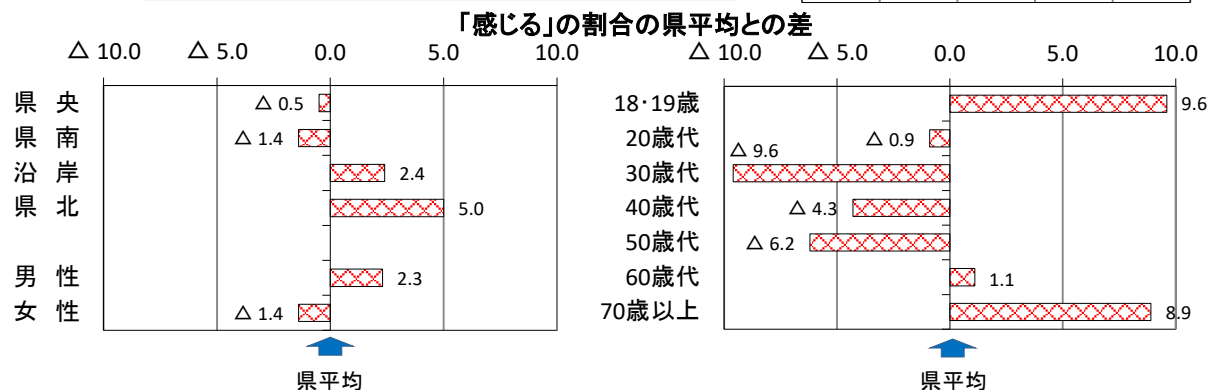 「感じる」の割合の県平均との差
△ 10.0 △ 5.0 0.0 5.0 10.0
県 央 △ 0.5
県 南 △ 1.4
沿 岸 2.4
県 北 5.0
男 性 2.3
女 性 △ 1.4
県平均
△ 10.0 △ 5.0 0.0 5.0 10.0
18･19歳 9.6
20歳代 △ 0.9
30歳代 △ 9.6
40歳代 △ 4.3
50歳代 △ 6.2
60歳代 1.1
70歳以上 8.9
県平均